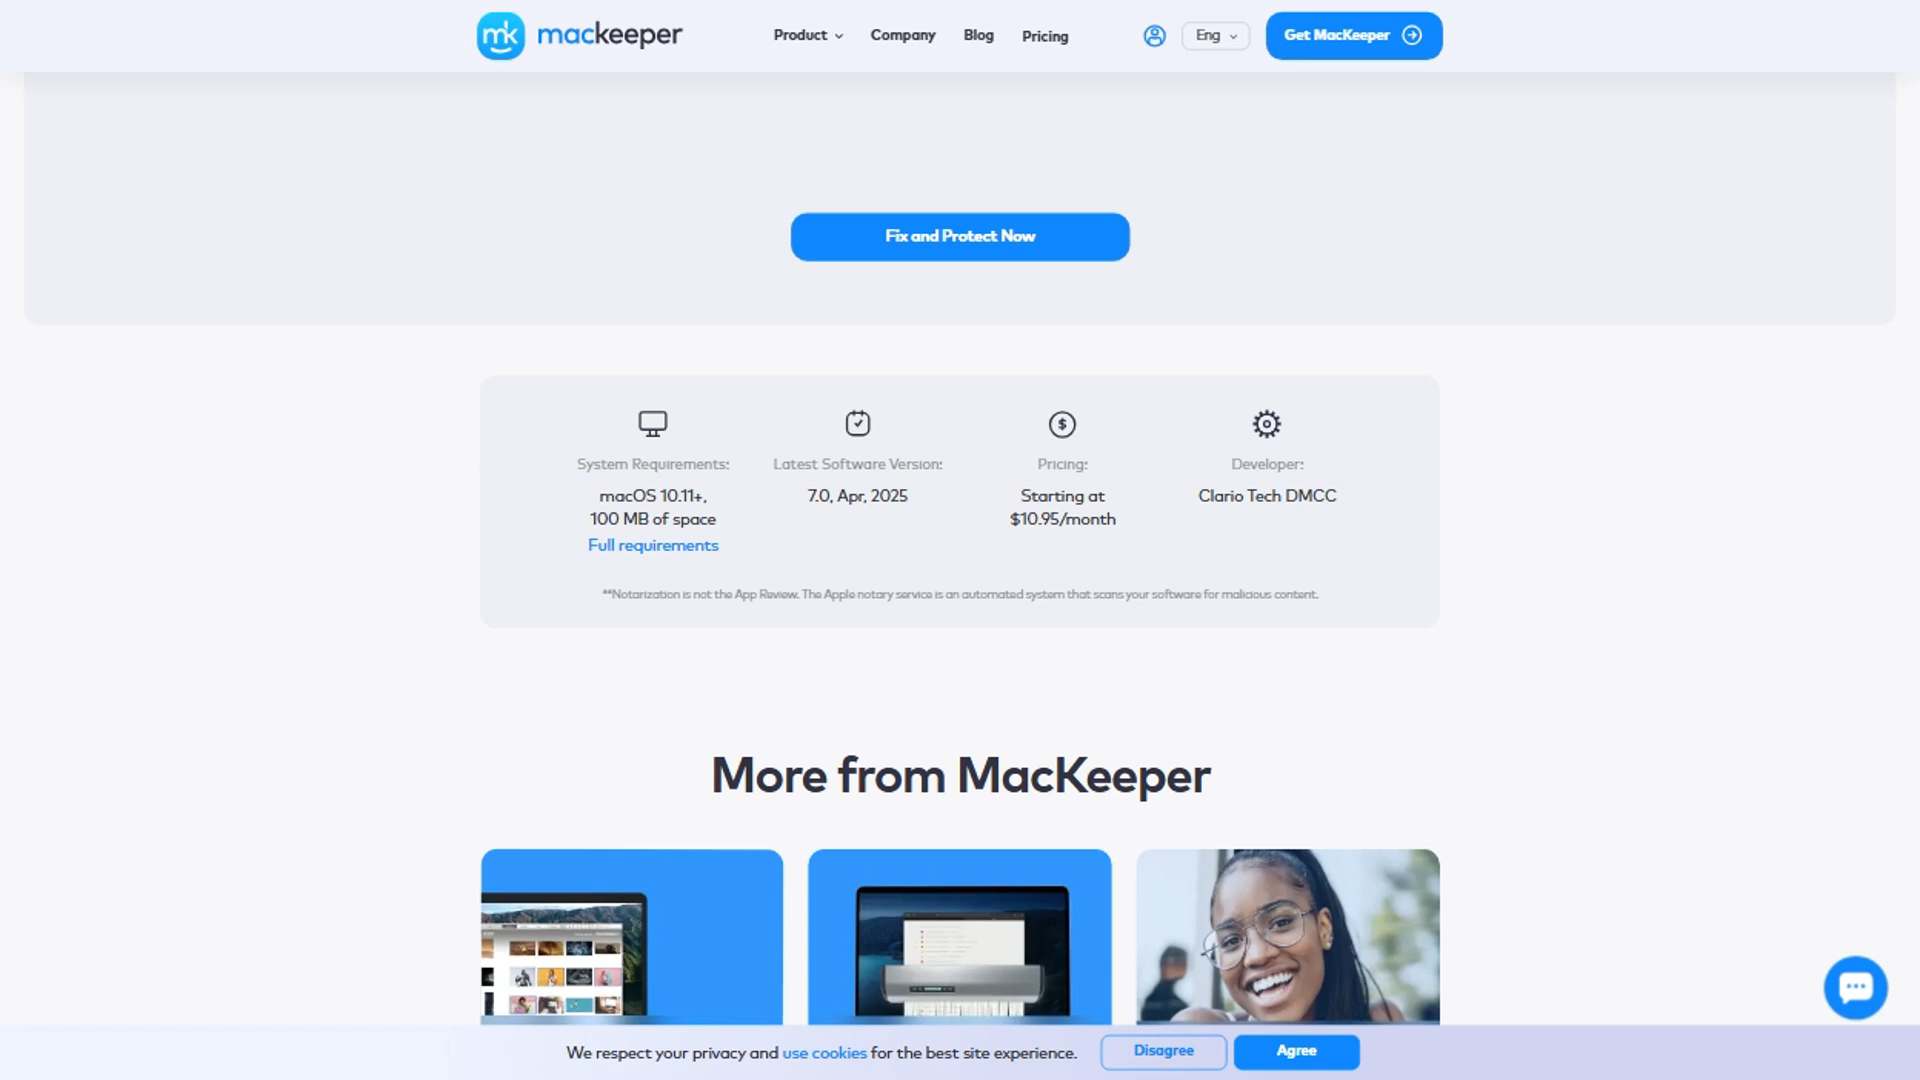 mk mackeeper
Product
Company
Blog
Pricing
Eng
Get MacKeeper
Fix and Protect Now
System Requirements:
macOS 10.11+,
100 MB of space
Full requirements
Latest Software Version:
7.0, Apr, 2025
Pricing:
Starting at
$10.95/month
Developer:
Clario Tech DMCC
**Notarization is not the App Review. The Apple notary service is an automated system that scans your software for malicious content.
More from MacKeeper
We respect your privacy and use cookies for the best site experience.
Disagree
Agree